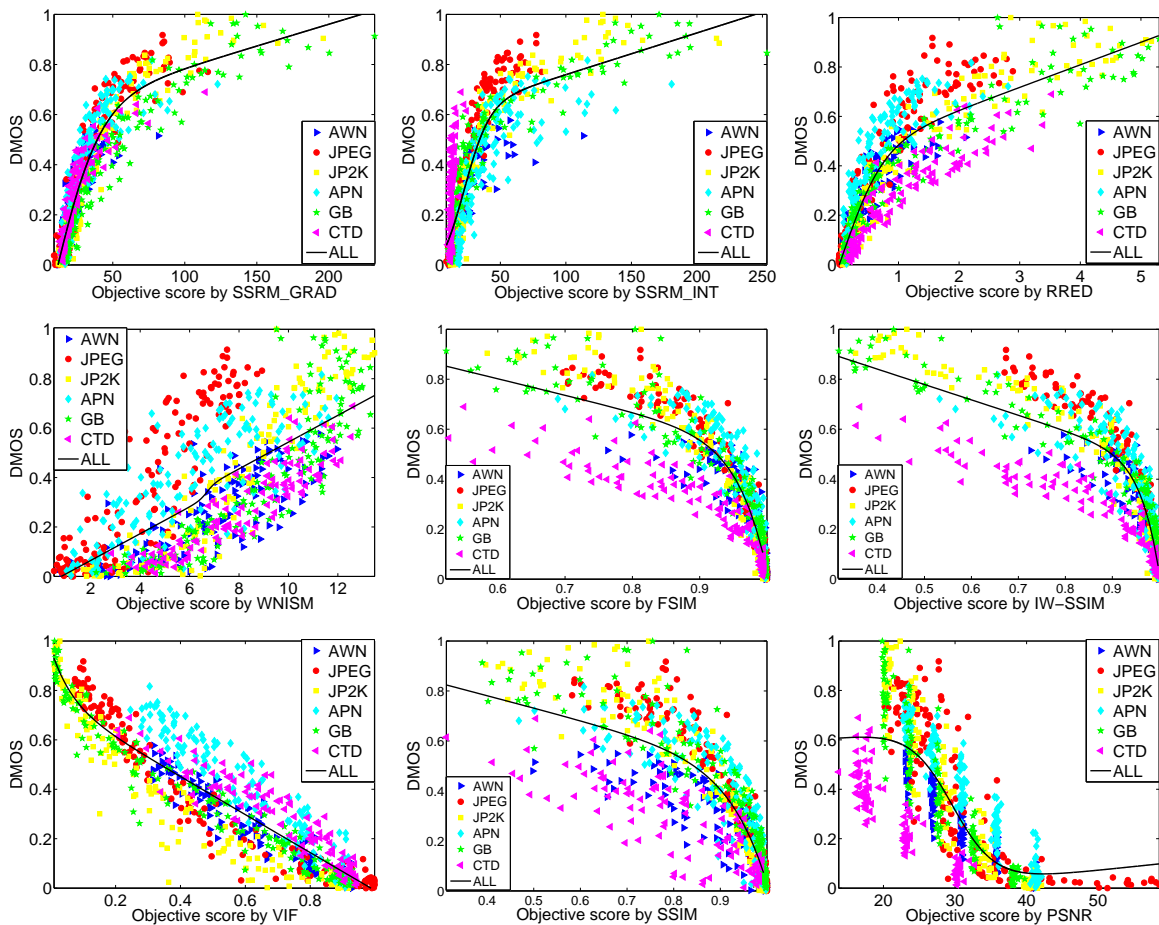 1
0.8
0.6
0.4
0.2
0
DMOS
50 100 150 200
Objective score by SSRM_GRAD
AWN
JPEG
JP2K
APN
GB
CTD
ALL
1
0.8
0.6
0.4
0.2
0
DMOS
50 100 150 200 250
Objective score by SSRM_INT
AWN
JPEG
JP2K
APN
GB
CTD
ALL
1
0.8
0.6
0.4
0.2
0
DMOS
1 2 3 4 5
Objective score by RRED
AWN
JPEG
JP2K
APN
GB
CTD
ALL
1
0.8
0.6
0.4
0.2
0
DMOS
2 4 6 8 10 12
Objective score by WNISM
AWN
JPEG
JP2K
APN
GB
CTD
ALL
1
0.8
0.6
0.4
0.2
0
DMOS
0.6 0.7 0.8 0.9
Objective score by FSIM
AWN
JPEG
JP2K
APN
GB
CTD
ALL
1
0.8
0.6
0.4
0.2
0
DMOS
0.4 0.5 0.6 0.7 0.8 0.9
Objective score by IW-SSIM
AWN
JPEG
JP2K
APN
GB
CTD
ALL
1
0.8
0.6
0.4
0.2
0
DMOS
0.2 0.4 0.6 0.8
Objective score by VIF
AWN
JPEG
JP2K
APN
GB
CTD
ALL
1
0.8
0.6
0.4
0.2
0
DMOS
0.4 0.5 0.6 0.7 0.8 0.9
Objective score by SSIM
AWN
JPEG
JP2K
APN
GB
CTD
ALL
1
0.8
0.6
0.4
0.2
0
DMOS
20 30 40 50
Objective score by PSNR
AWN
JPEG
JP2K
APN
GB
CTD
ALL